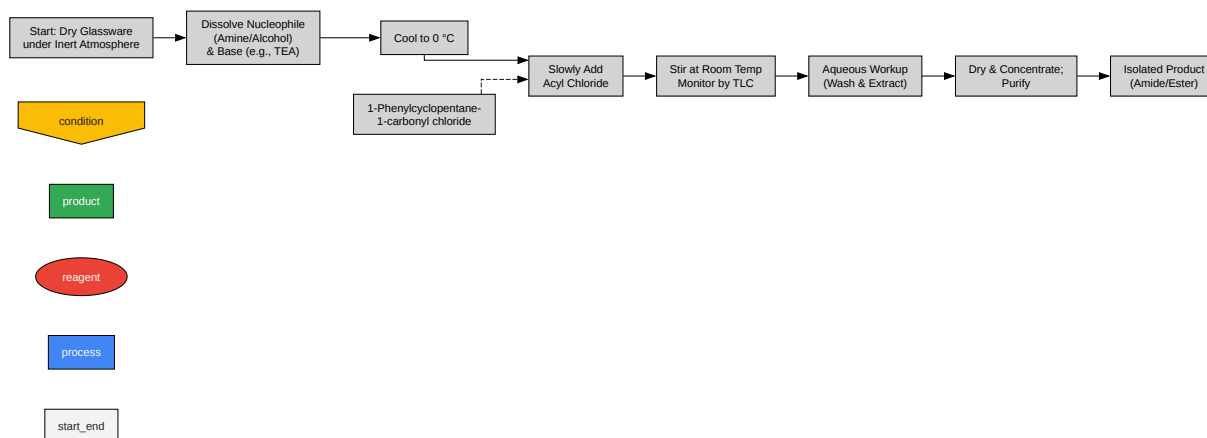 Start: Dry Glassware
under Inert Atmosphere
Dissolve Nucleophile
(Amine/Alcohol)
& Base (e.g., TEA)
Cool to 0 °C
1-Phenylcyclopentane-
1-carbonyl chloride
Slowly Add
Acyl Chloride
Stir at Room Temp
Monitor by TLC
Aqueous Workup
(Wash & Extract)
Dry & Concentrate;
Purify
Isolated Product
(Amide/Ester)
condition
product
reagent
process
start_end